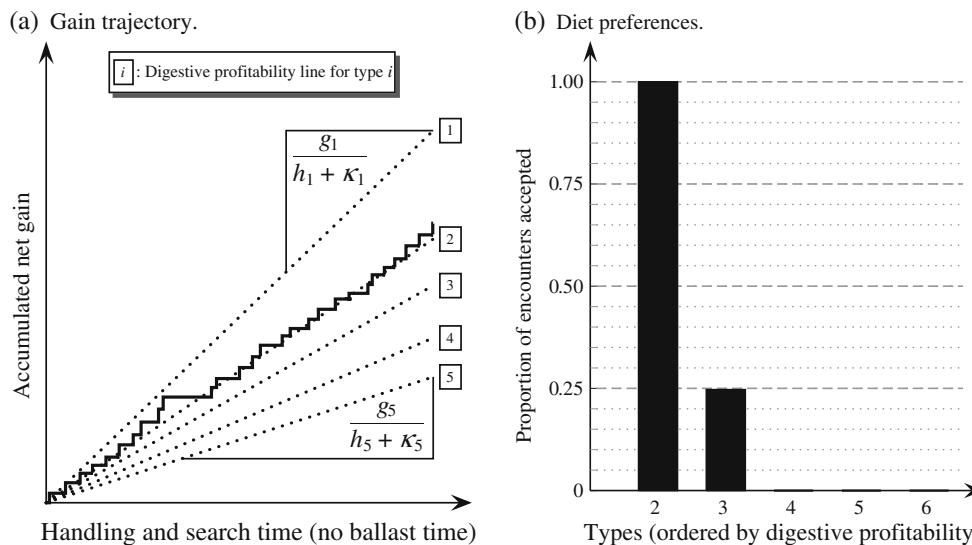 (a) Gain trajectory.
i : Digestive profitability line for type i
1
g1
h1 + κ1
2
3
4
5
g5
h5 + κ5
Accumulated net gain
Handling and search time (no ballast time)
(b) Diet preferences.
1.00
0.75
0.50
0.25
0
Proportion of encounters accepted
2 3 4 5 6
Types (ordered by digestive profitability